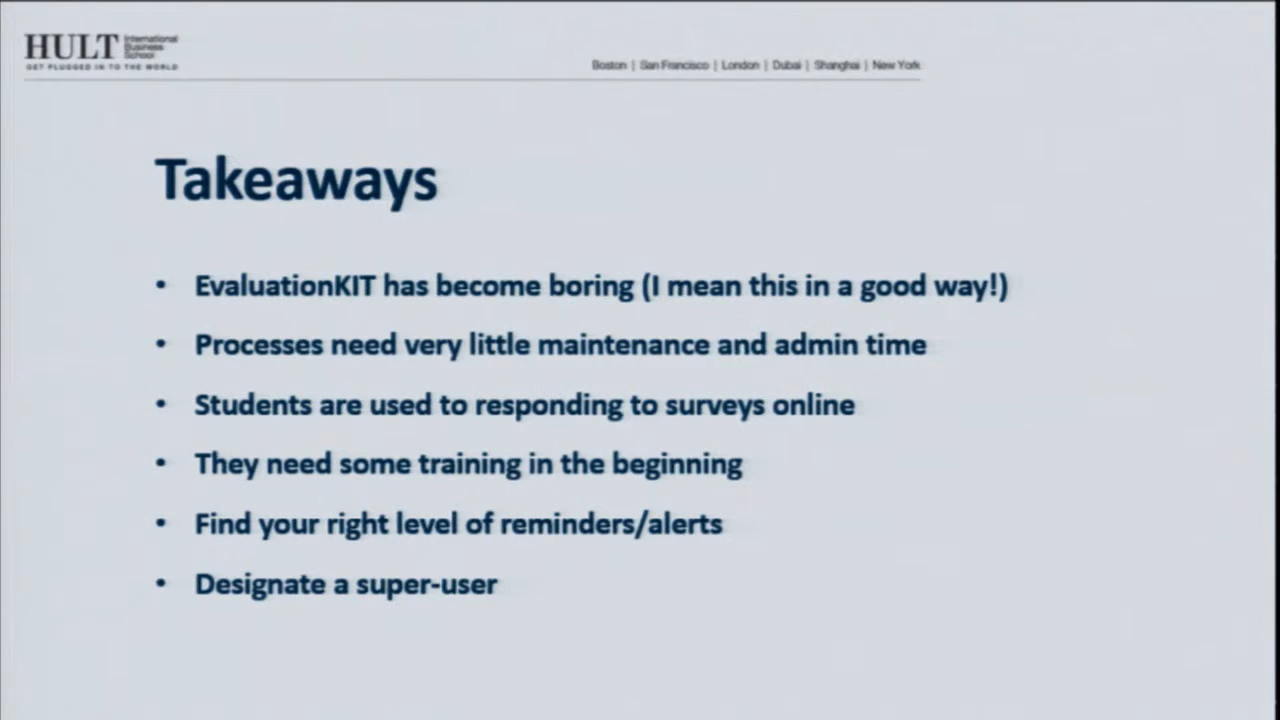 HULT International Business School
GET PLUGGED IN TO THE WORLD
Boston | San Francisco | London | Dubai | Shanghai | New York
Takeaways
• EvaluationKIT has become boring (I mean this in a good way!)
• Processes need very little maintenance and admin time
• Students are used to responding to surveys online
• They need some training in the beginning
• Find your right level of reminders/alerts
• Designate a super-user